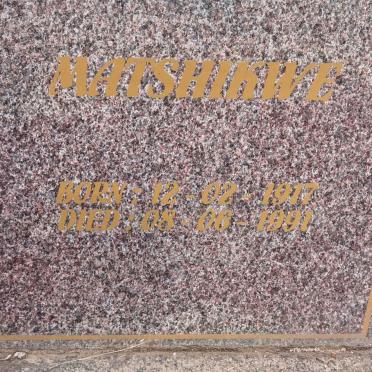 MATSHIKWE
BORN : 12 - 02 - 1917
DIED : 08 - 06 - 1991